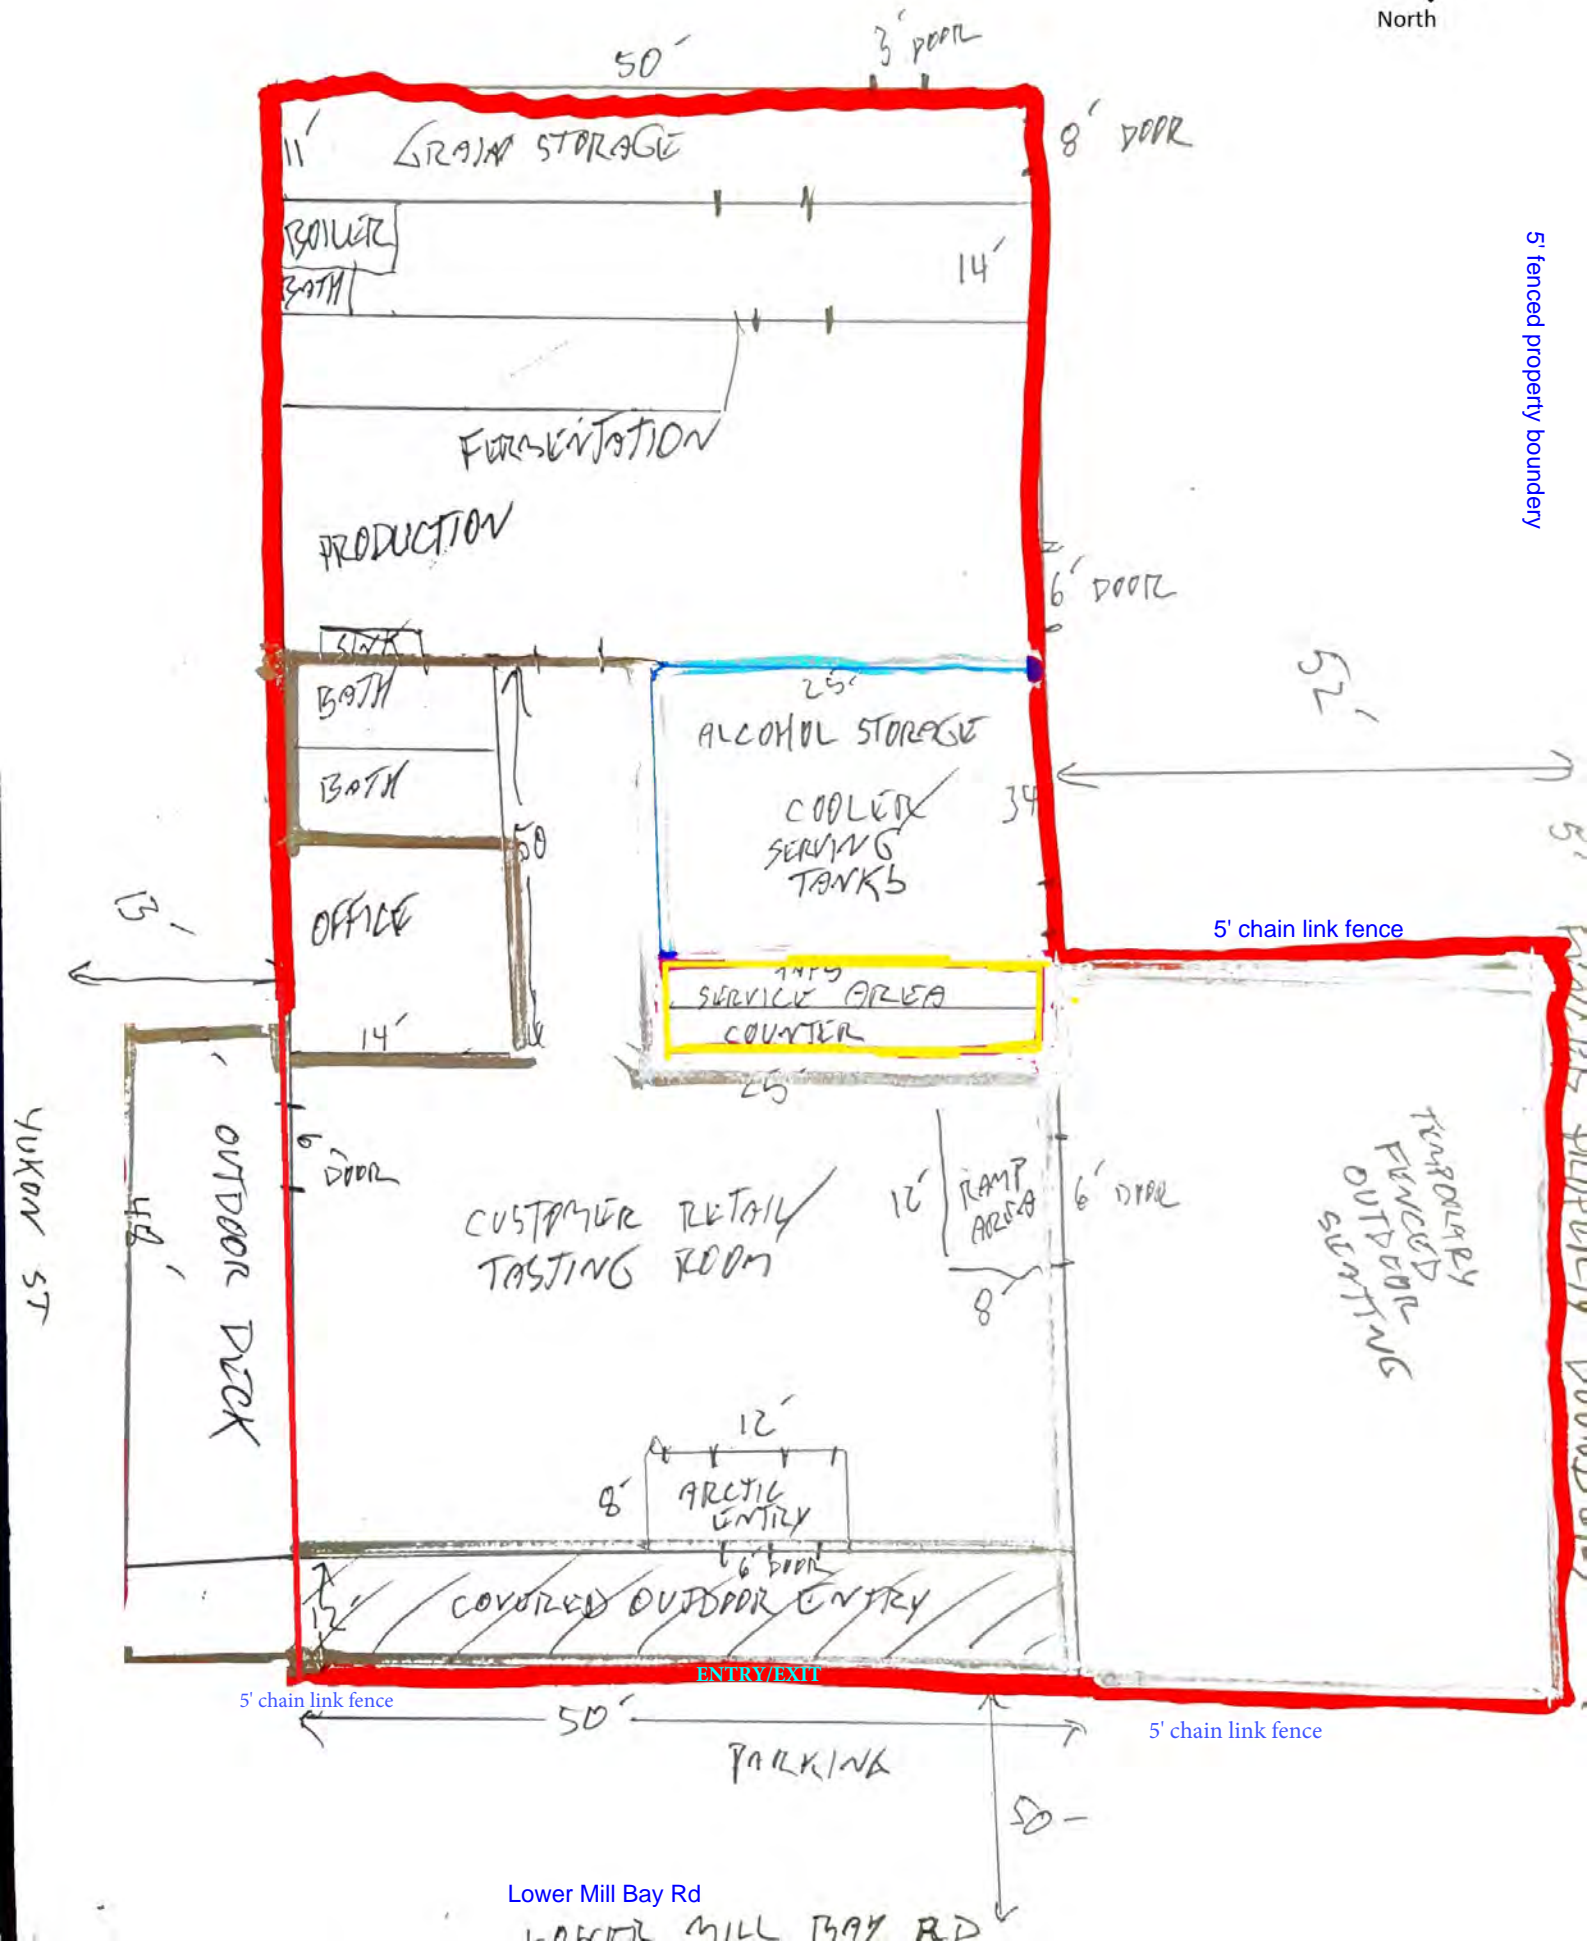 North
50'
3' DOOR
11'
GRAIN STORAGE
8' DOOR
BOILER
14'
BATH
5' fenced property boundery
FERMENTATION
PRODUCTION
6' DOOR
SINK
BATH
25'
ALCOHOL STORAGE
52'
BATH
COOLER/
SERVING
TANKS
34
50
OFFICE
13'
5' chain link fence
SERVICE AREA
COUNTER
14'
25'
YUKON ST
OUTDOOR DECK
48'
6
DOOR
CUSTOMER RETAIL/
TASTING ROOM
12'
RAMP
AREA
8'
6' DOOR
TEMPORARY
FENCED
OUTDOOR
SEATING
12'
8'
ARCTIC
ENTRY
6' DOOR
COVERED OUTDOOR ENTRY
12'
ENTRY/EXIT
5' chain link fence
50'
5' chain link fence
PARKING
50-
Lower Mill Bay Rd
LOWER MILL BAY RD